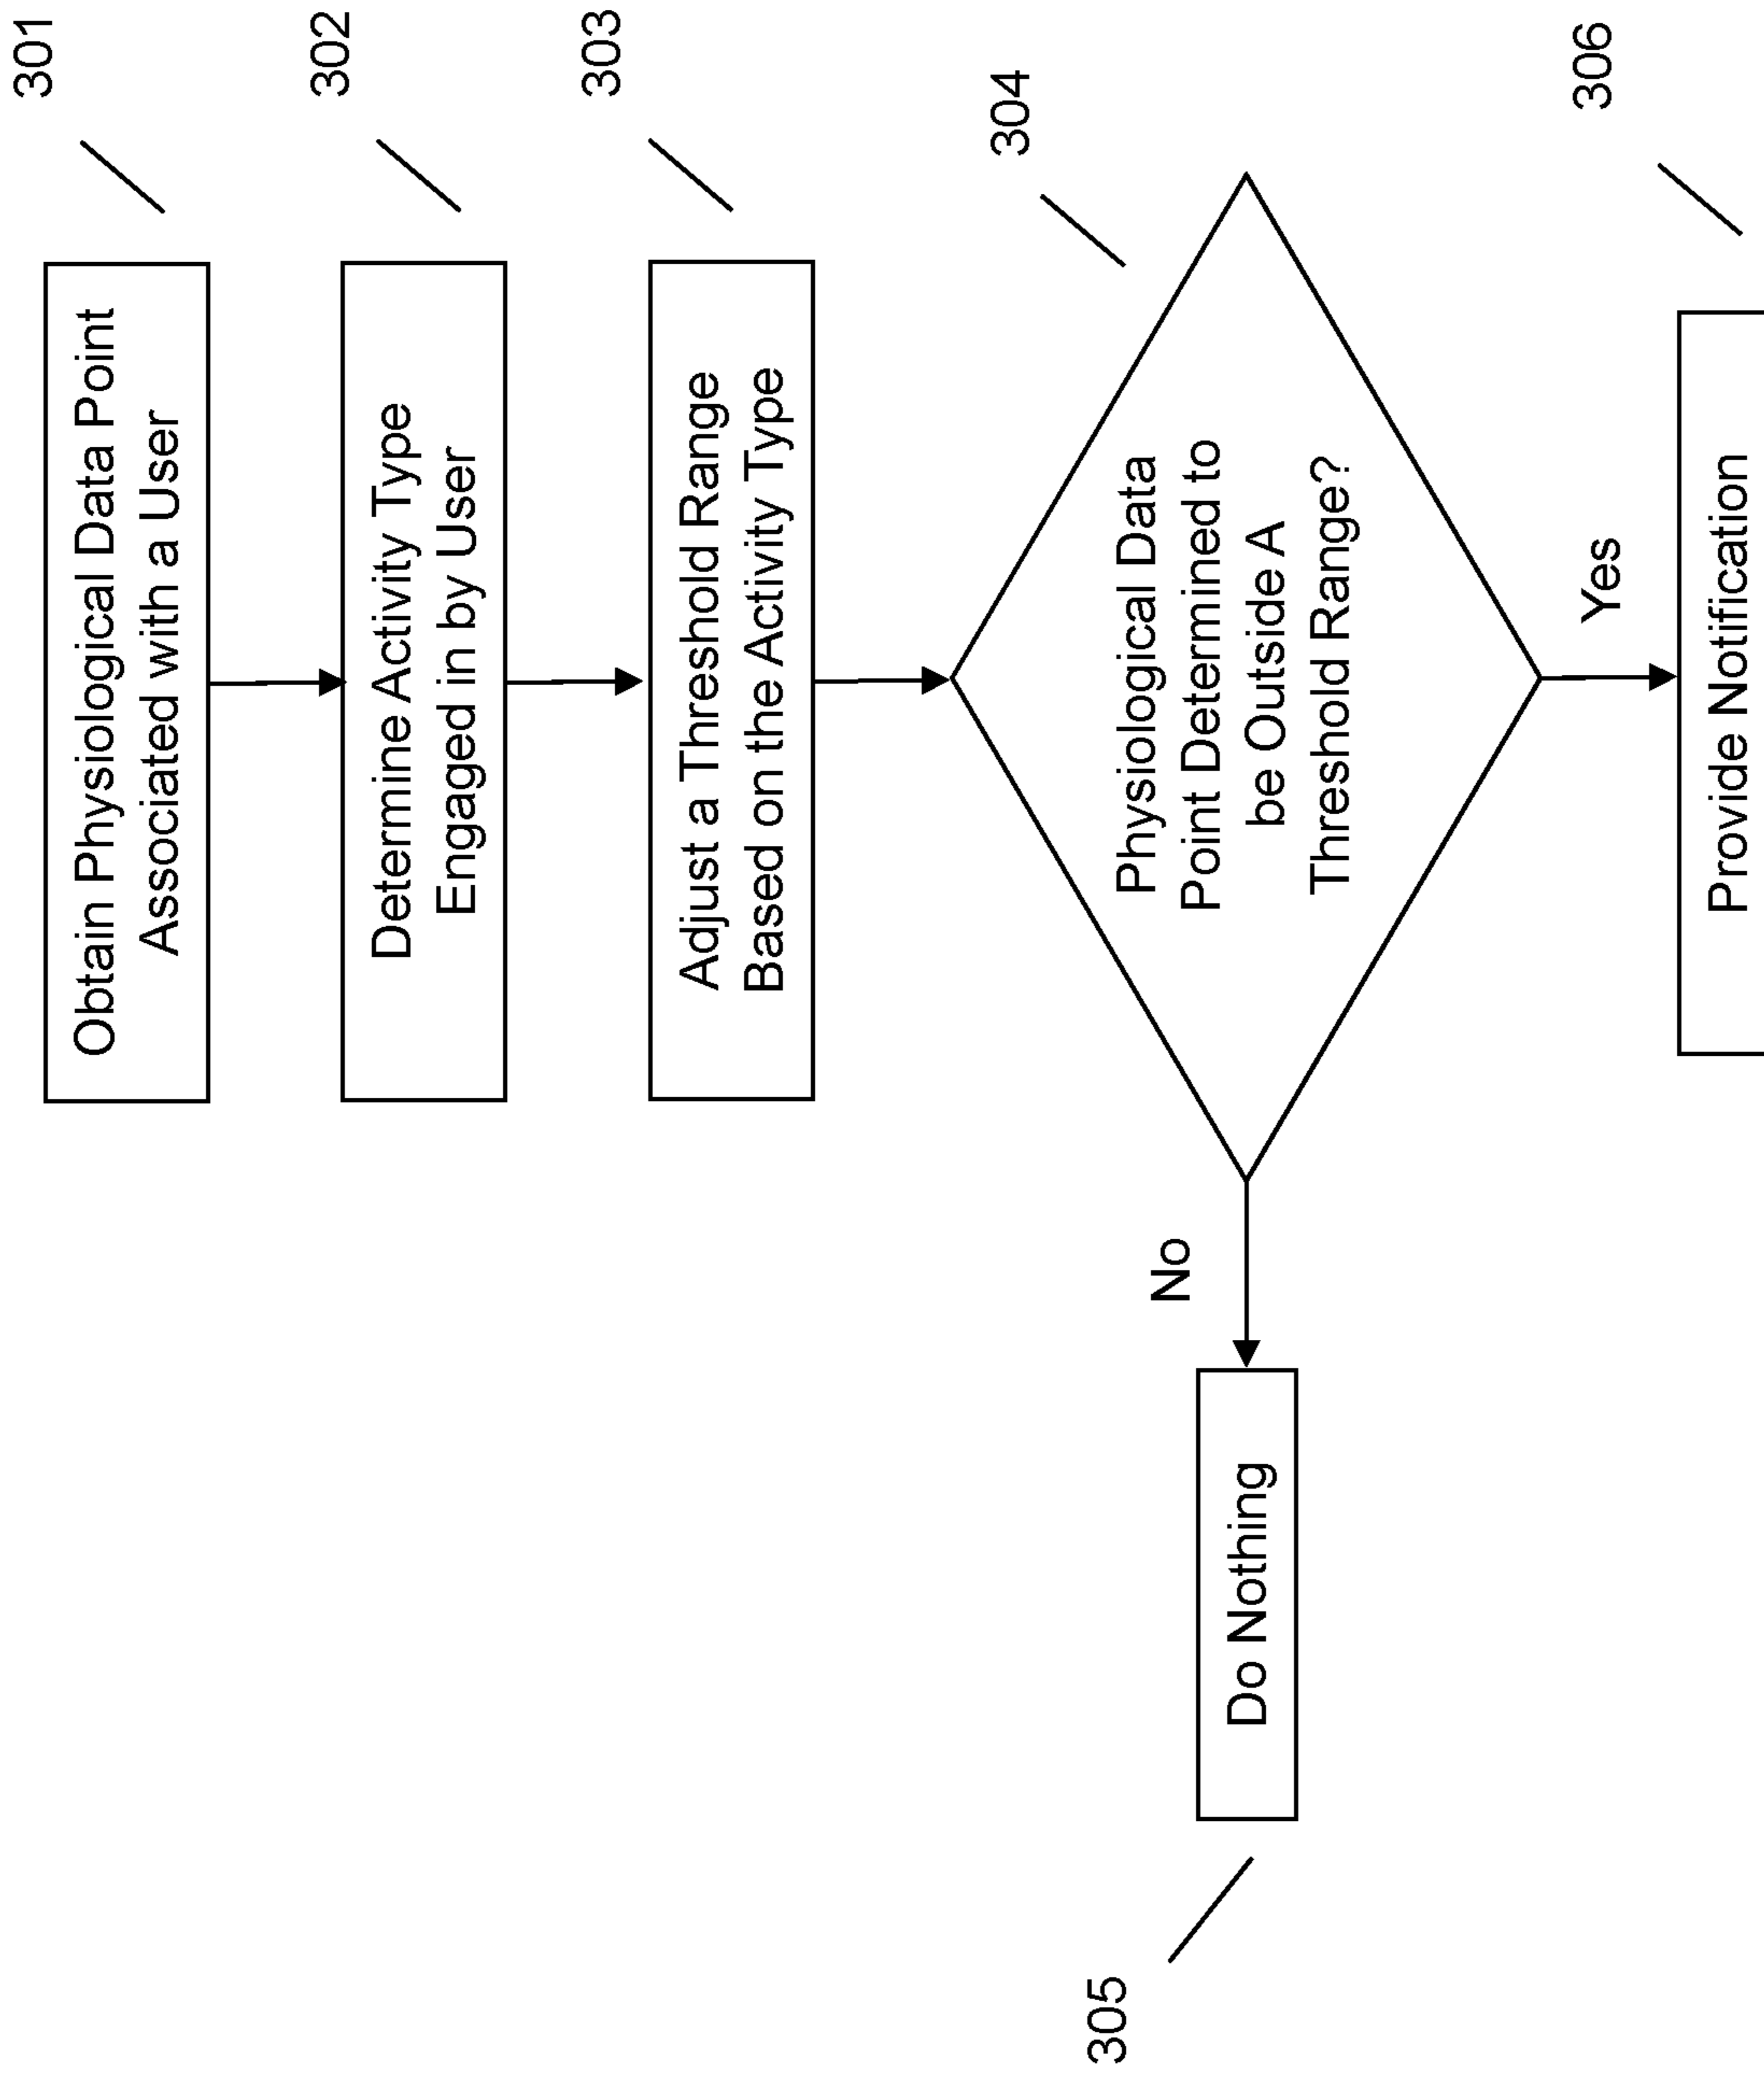 301
Obtain Physiological Data Point
Associated with a User
302
Determine Activity Type
Engaged in by User
303
Adjust a Threshold Range
Based on the Activity Type
304
Physiological Data
Point Determined to
be Outside A
Threshold Range?
No
Do Nothing
305
Yes
306
Provide Notification